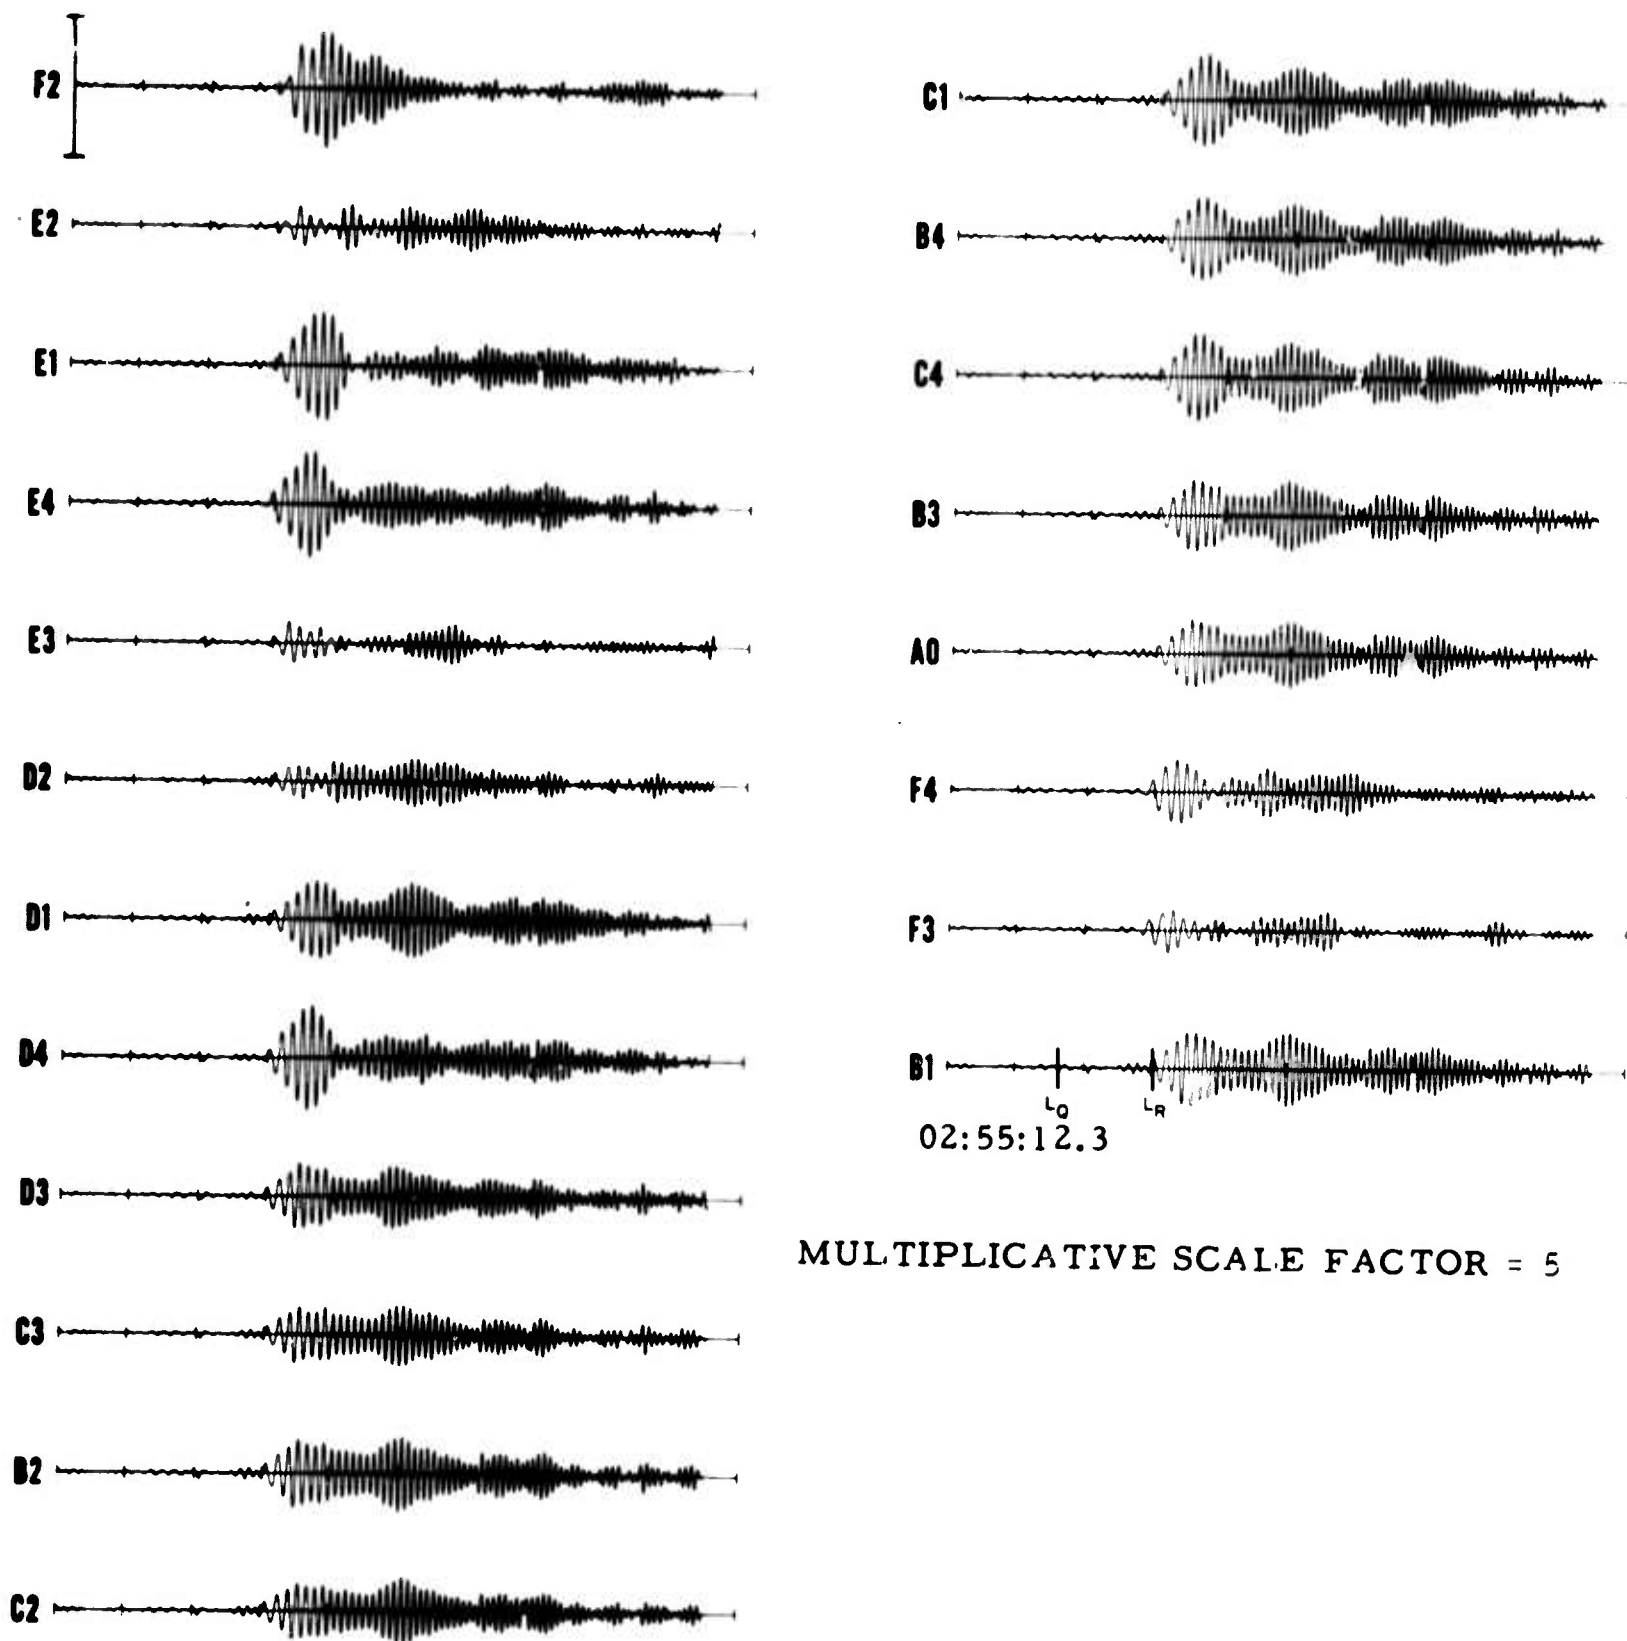 F2
E2
E1
E4
E3
D2
D1
D4
D3
C3
B2
C2
C1
B4
C4
B3
A0
F4
F3
B1
LQ LR
02:55:12.3
MULTIPLICATIVE SCALE FACTOR = 5